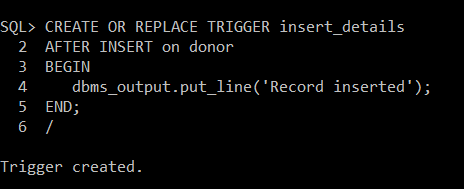 SQL> CREATE OR REPLACE TRIGGER insert_details
2 AFTER INSERT on donor
3 BEGIN
4 dbms_output.put_line('Record inserted');
5 END;
6 /
Trigger created.